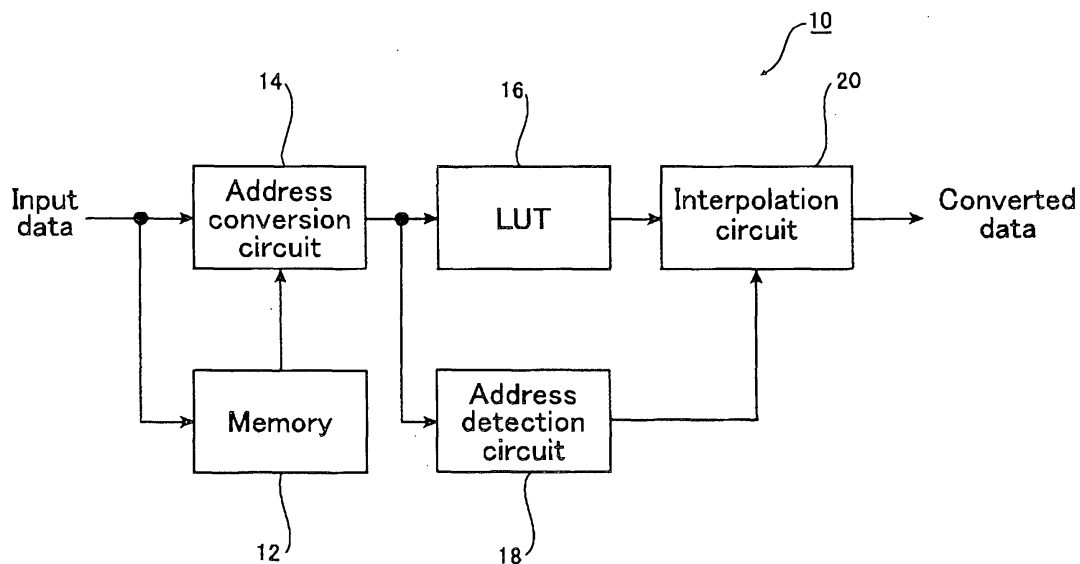 10
14
16
20
Input
data
Address
conversion
circuit
LUT
Interpolation
circuit
Converted
data
Memory
Address
detection
circuit
12
18